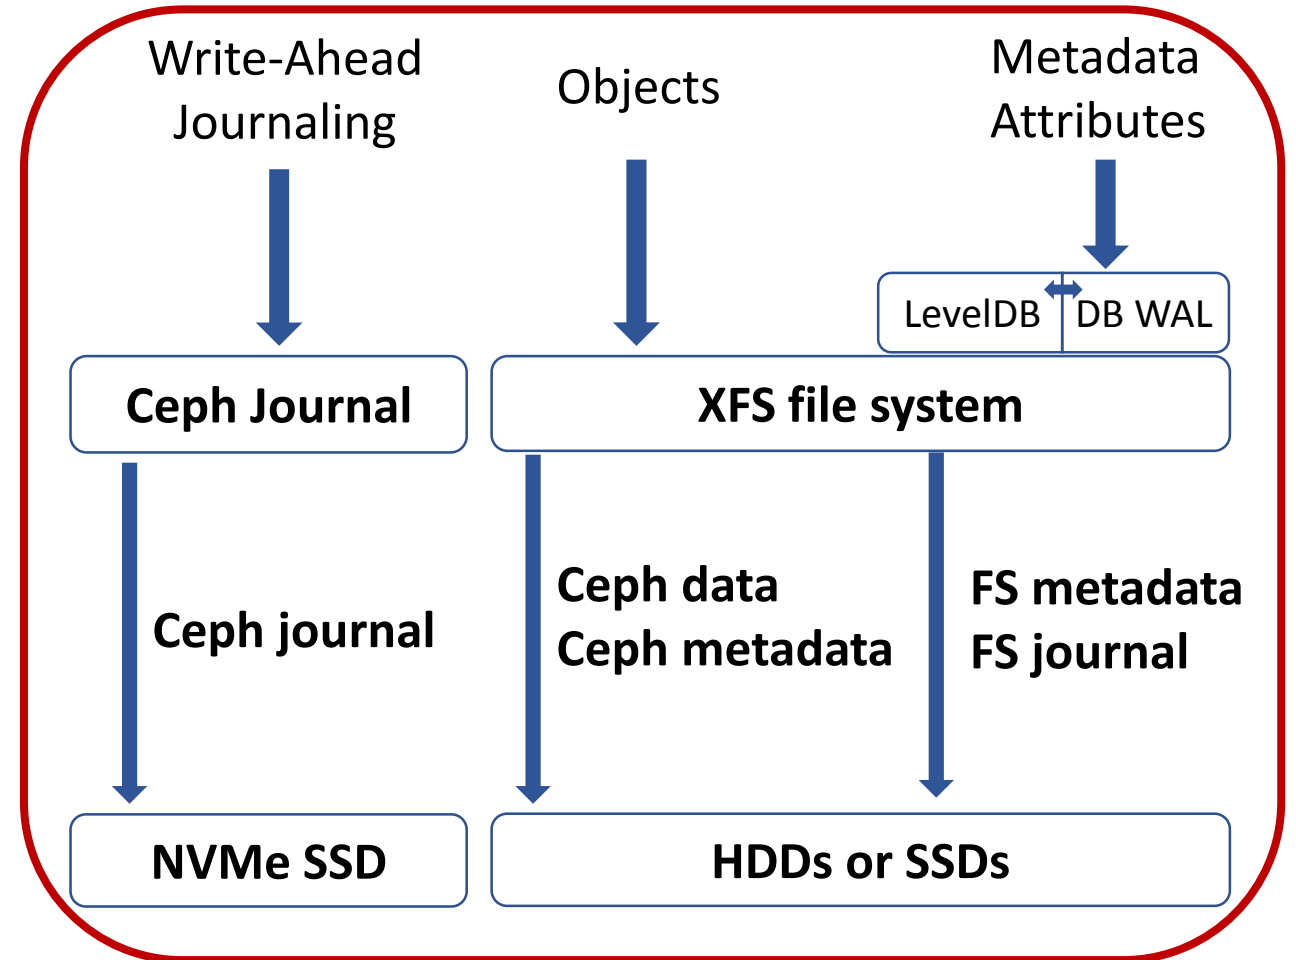 Write-Ahead
Journaling
Objects
Metadata
Attributes
LevelDB
DB WAL
Ceph Journal
XFS file system
Ceph journal
Ceph data
Ceph metadata
FS metadata
FS journal
NVMe SSD
HDDs or SSDs